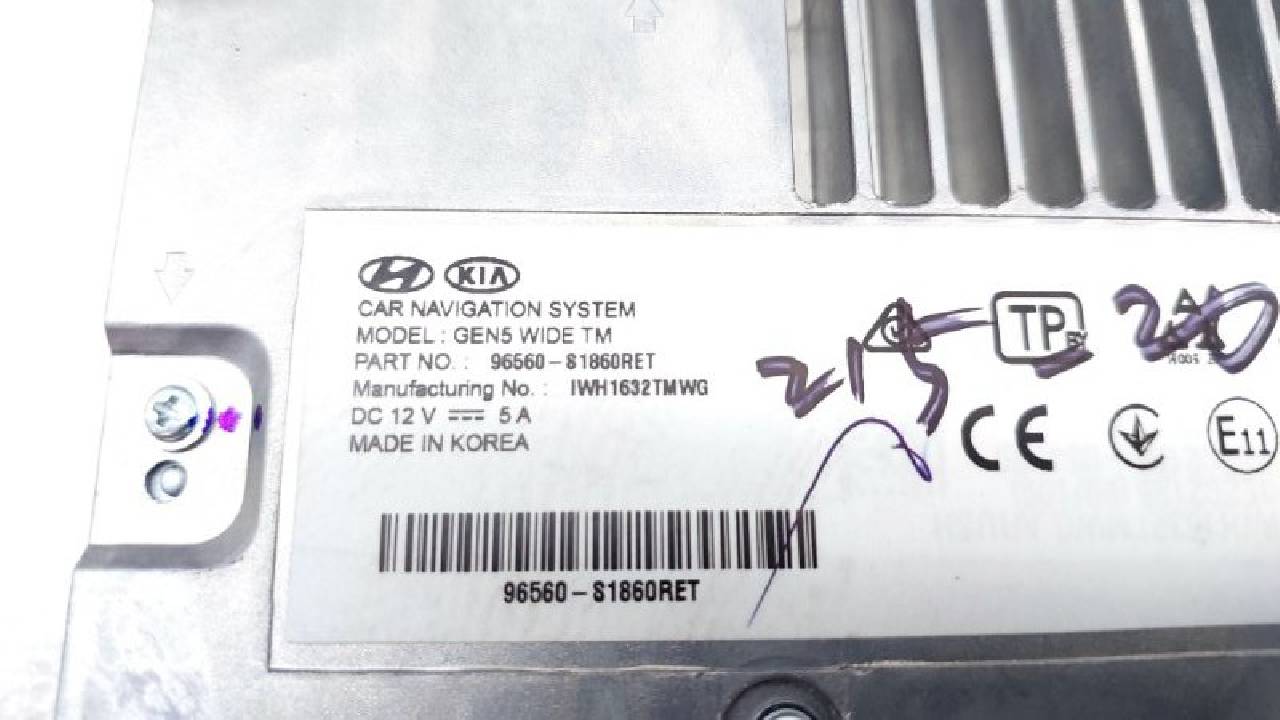 KIA
CAR NAVIGATION SYSTEM
MODEL : GEN5 WIDE TM
PART NO. : 96560-S1860RET
Manufacturing No. : IWH1632TMWG
DC 12 V 5 A
MADE IN KOREA
TP
CE
E11
96560-S1860RET